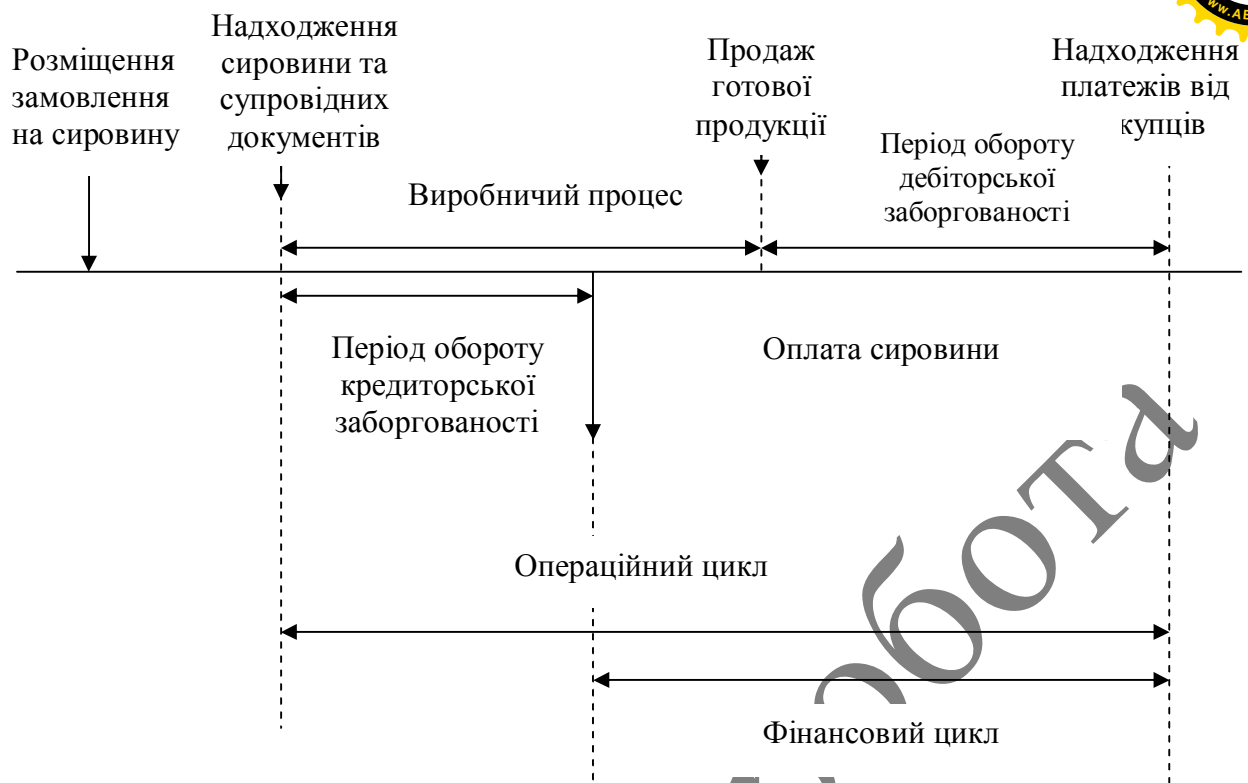 Розміщення
замовлення
на сировину
Надходження
сировини та
супровідних
документів
Продаж
готової
продукції
Надходження
платежів від
купців
Період обороту
дебіторської
заборгованості
Виробничий процес
Період обороту
кредиторської
заборгованості
Оплата сировини
Операційний цикл
Фінансовий цикл
бота